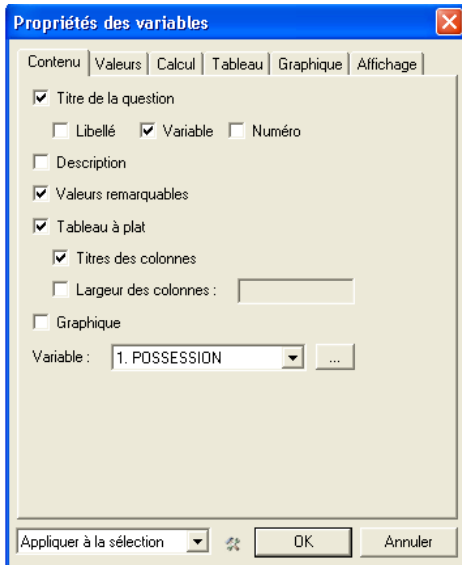 Propriétés des variables
Contenu Valeurs Calcul Tableau Graphique Affichage
Titre de la question
Libellé Variable Numéro
Description
Valeurs remarquables
Tableau à plat
Titres des colonnes
Largeur des colonnes :
Graphique
Variable : 1. POSSESSION ...
Appliquer à la sélection OK Annuler